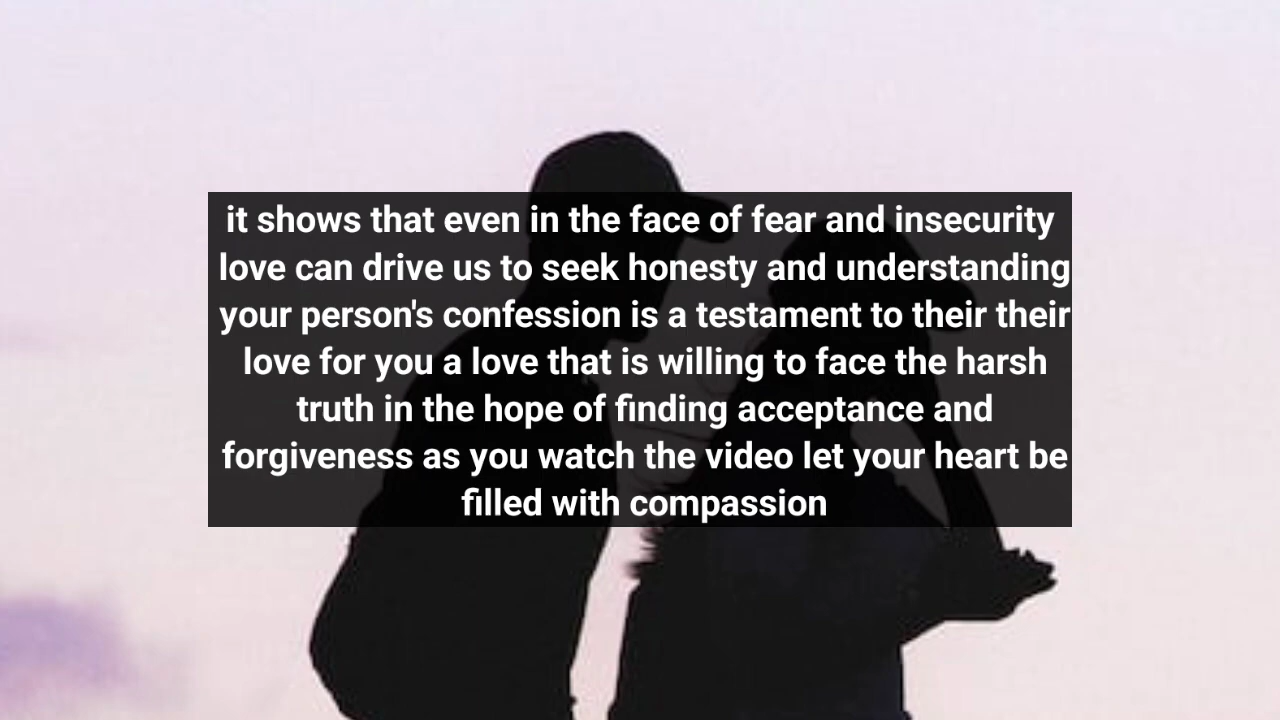 it shows that even in the face of fear and insecurity
love can drive us to seek honesty and understanding
your person's confession is a testament to their their
love for you a love that is willing to face the harsh
truth in the hope of finding acceptance and
forgiveness as you watch the video let your heart be
filled with compassion